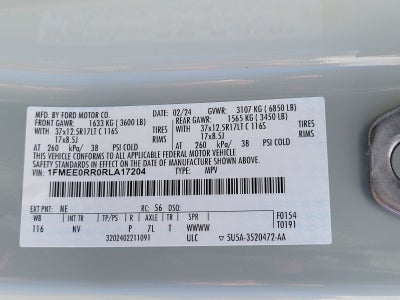 MFD. BY FORD MOTOR CO. 02/24 GVWR: 3107 KG (6850 LB)
FRONT GAWR: 1633 KG (3600 LB) REAR GAWR: 1565 KG (3450 LB)
WITH 37x12.5R17LT C 116S TIRES WITH 37x12.5R17LT C 116S TIRES
17x8.5J RIMS 17x8.5J RIMS
AT 260 kPa/ 38 PSI COLD AT 260 kPa/ 38 PSI COLD
THIS VEHICLE CONFORMS TO ALL APPLICABLE FEDERAL MOTOR VEHICLE
SAFETY STANDARDS IN EFFECT ON THE DATE OF MANUFACTURE SHOWN ABOVE.
VIN: 1FMEE0RR0RLA17204 TYPE: MPV
EXT PNT: NE RC: 56 DSO: F0154
WB INT TR TP/PS R AXLE TR SPR T0191
116 NV P 7L T WWWW
3202402211091 ULC 5U5A-3520472-AA